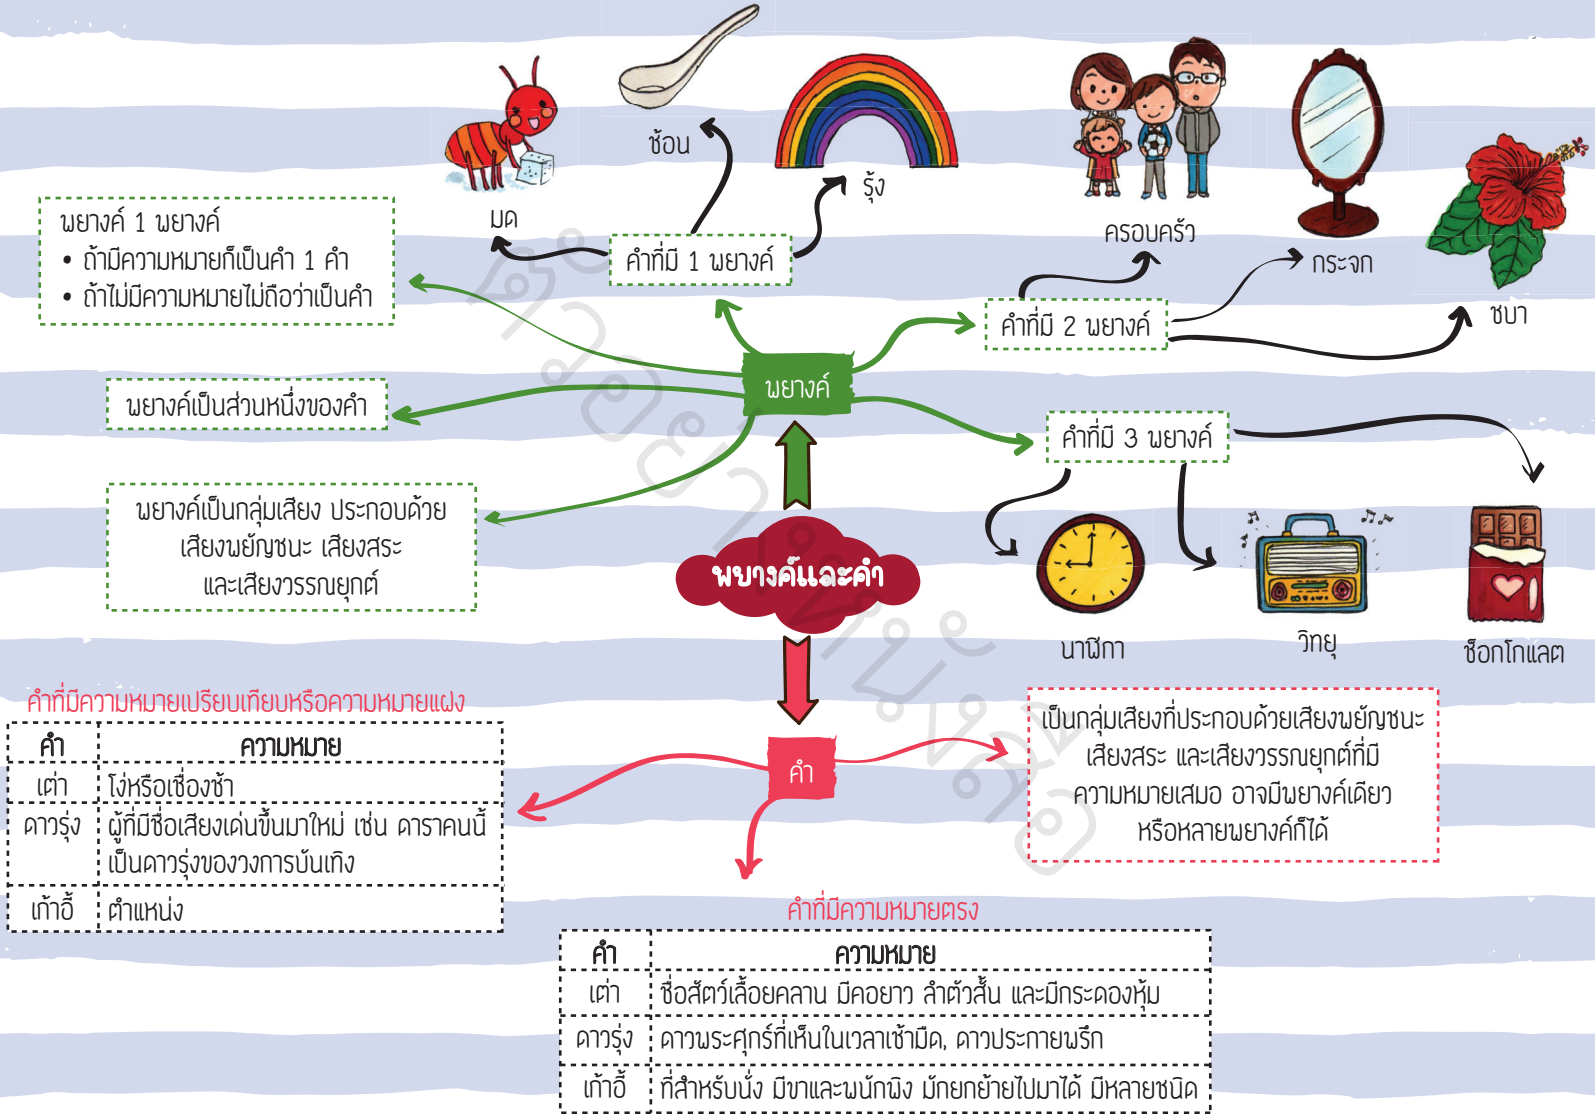 ช้อน
รุ้ง
มด
คำที่มี 1 พยางค์
พยางค์ 1 พยางค์
• ถ้ามีความหมายก็เป็นคำ 1 คำ
• ถ้าไม่มีความหมายไม่ถือว่าเป็นคำ
ครอบครัว
กระจก
ชบา
คำที่มี 2 พยางค์
พยางค์
พยางค์เป็นส่วนหนึ่งของคำ
คำที่มี 3 พยางค์
พยางค์เป็นกลุ่มเสียง ประกอบด้วย
เสียงพยัญชนะ เสียงสระ
และเสียงวรรณยุกต์
พยางค์และคำ
นาฬิกา
วิทยุ
ช็อกโกแลต
คำที่มีความหมายเปรียบเทียบหรือความหมายแฝง
คำ ความหมาย
เต่า โง่หรือเชื่องช้า
ดาวรุ่ง ผู้ที่มีชื่อเสียงเด่นขึ้นมาใหม่ เช่น ดาราคนนี้
เป็นดาวรุ่งของวงการบันเทิง
เก้าอี้ ตำแหน่ง
คำ
เป็นกลุ่มเสียงที่ประกอบด้วยเสียงพยัญชนะ
เสียงสระ และเสียงวรรณยุกต์ที่มี
ความหมายเสมอ อาจมีพยางค์เดียว
หรือหลายพยางค์ก็ได้
คำที่มีความหมายตรง
คำ ความหมาย
เต่า ชื่อสัตว์เลื้อยคลาน มีคอยาว ลำตัวสั้น และมีกระดองหุ้ม
ดาวรุ่ง ดาวพระศุกร์ที่เห็นในเวลาเช้ามืด, ดาวประกายพรึก
เก้าอี้ ที่สำหรับนั่ง มีขาและพนักพิง มักยกย้ายไปมาได้ มีหลายชนิด
ตัวอย่างหนังสือ